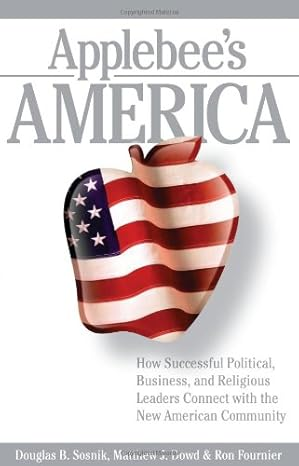 Applebee's
AMERICA
How Successful Political,
Business, and Religious
Leaders Connect with the
New American Community
Douglas B. Sosnik, Matthew J. Dowd & Ron Fournier